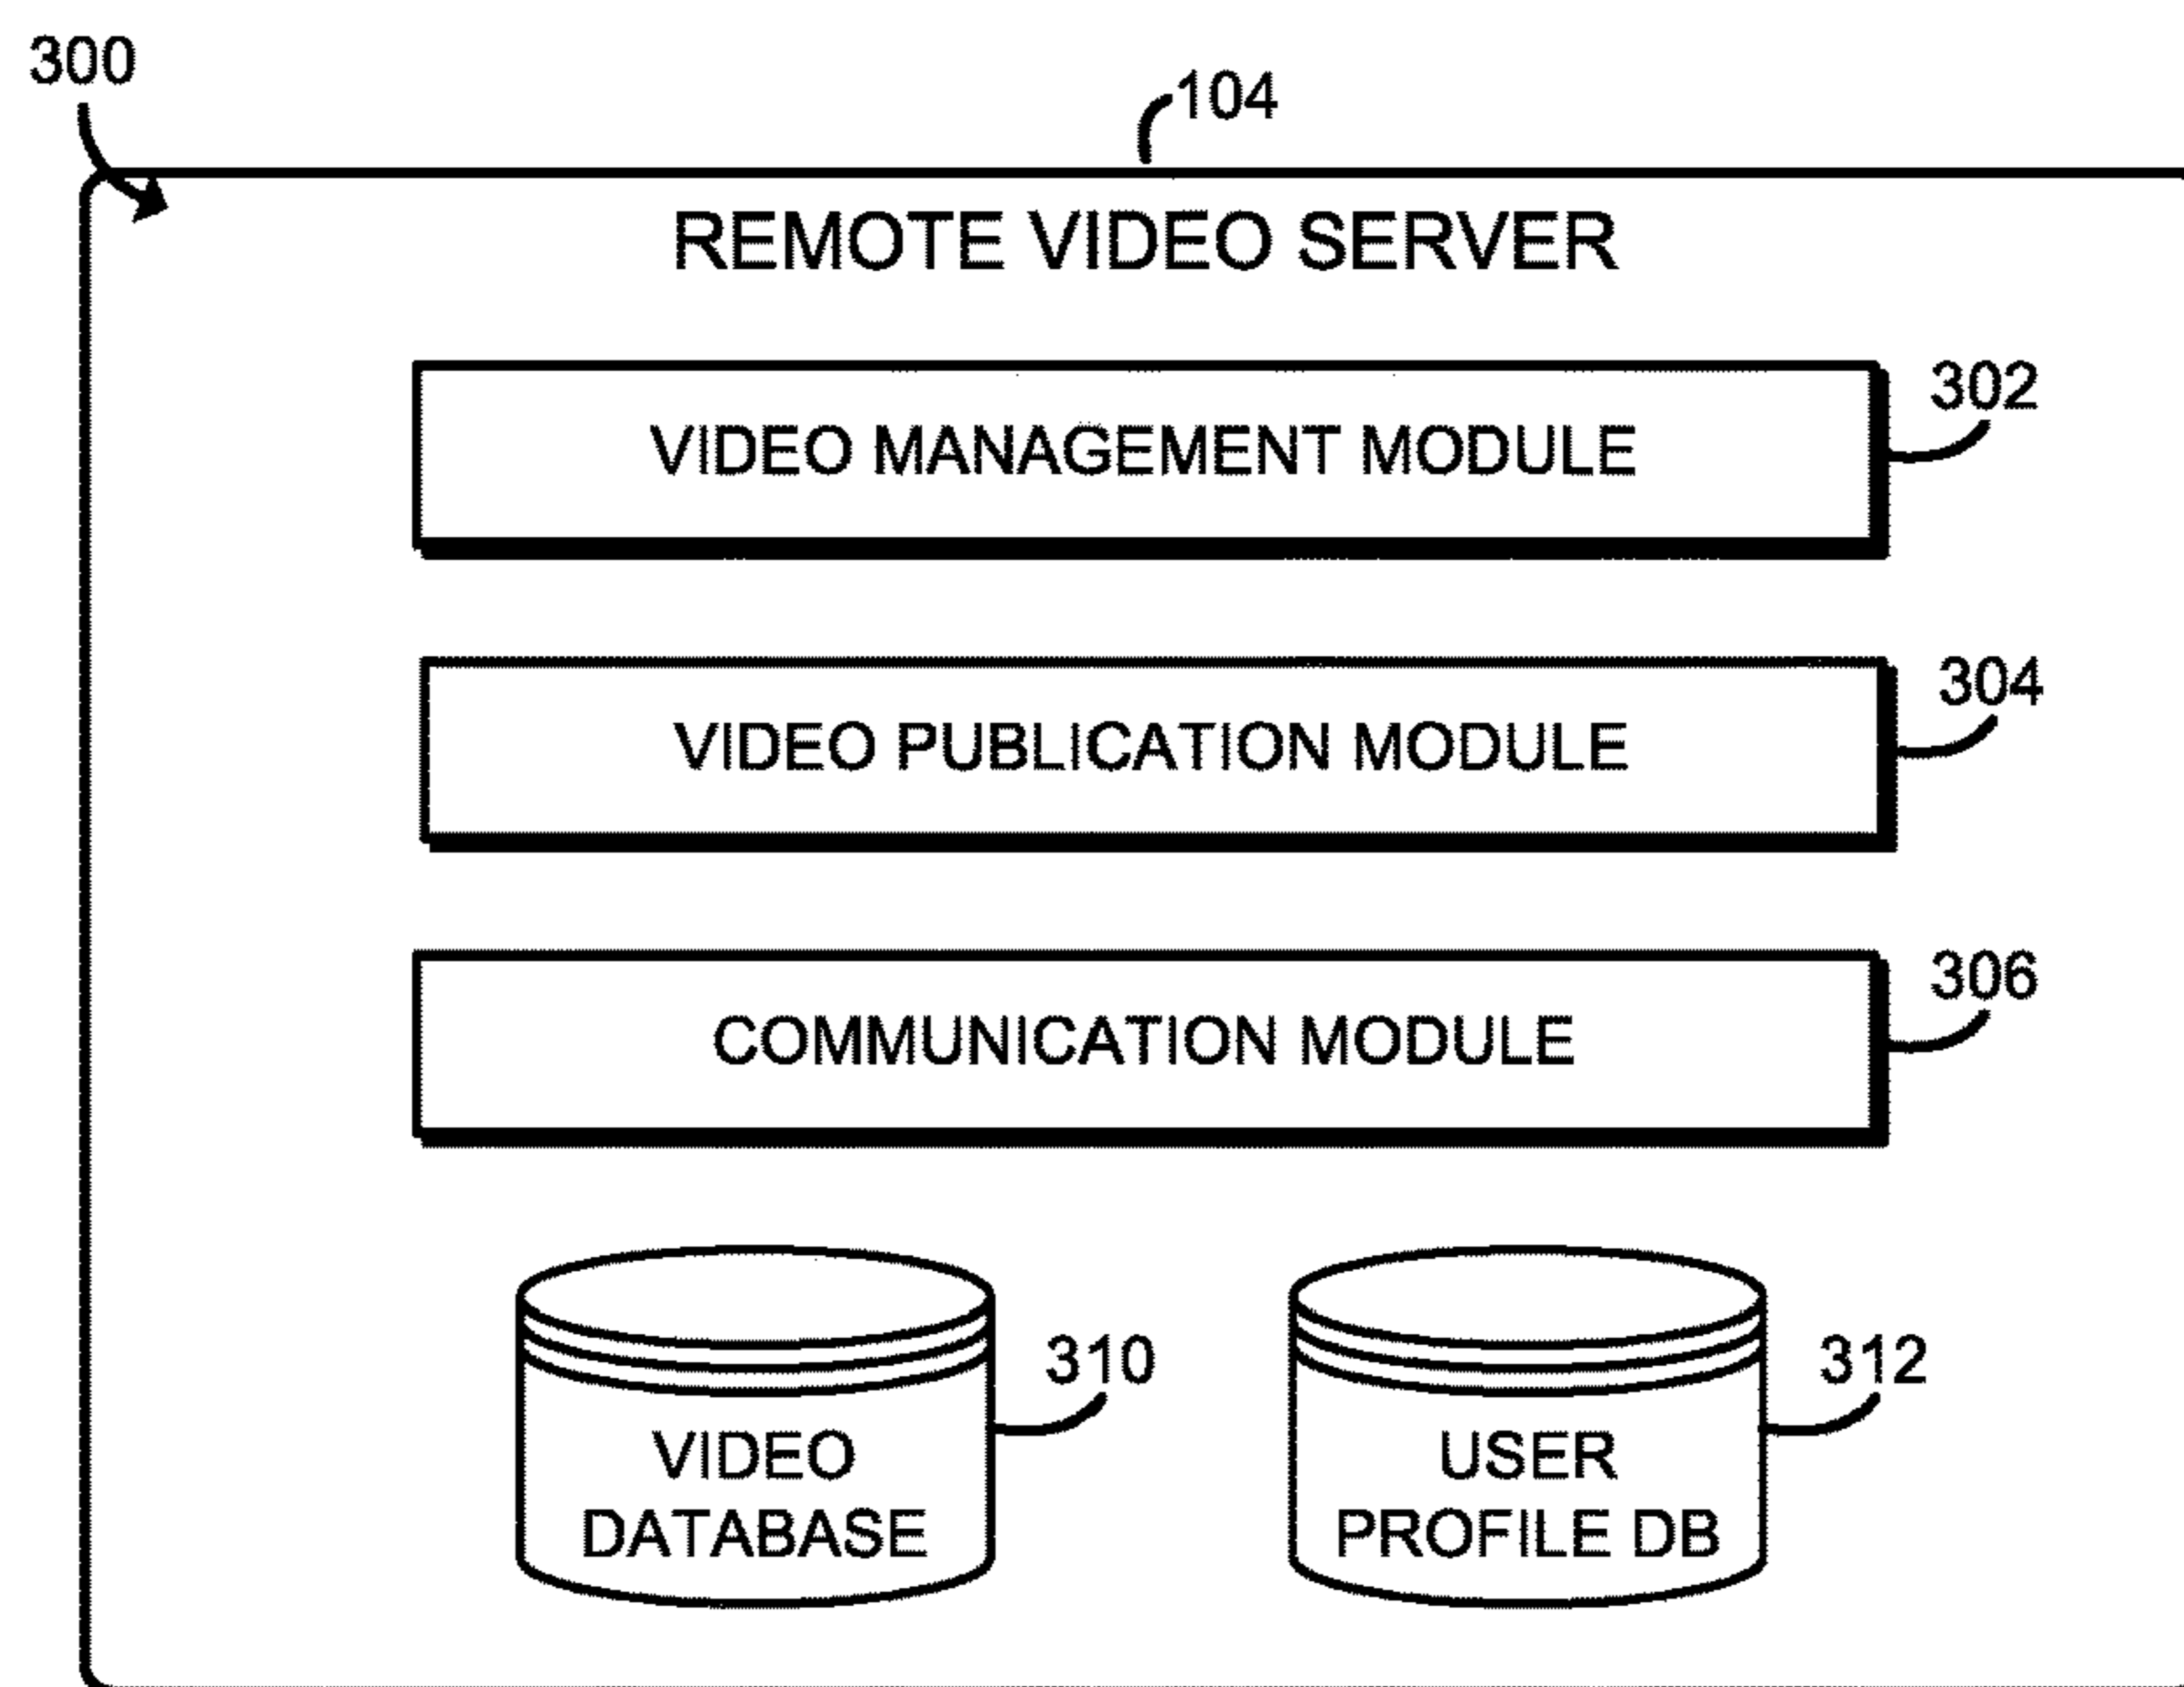 300
104
REMOTE VIDEO SERVER
302
VIDEO MANAGEMENT MODULE
304
VIDEO PUBLICATION MODULE
306
COMMUNICATION MODULE
310
312
VIDEO
DATABASE
USER
PROFILE DB